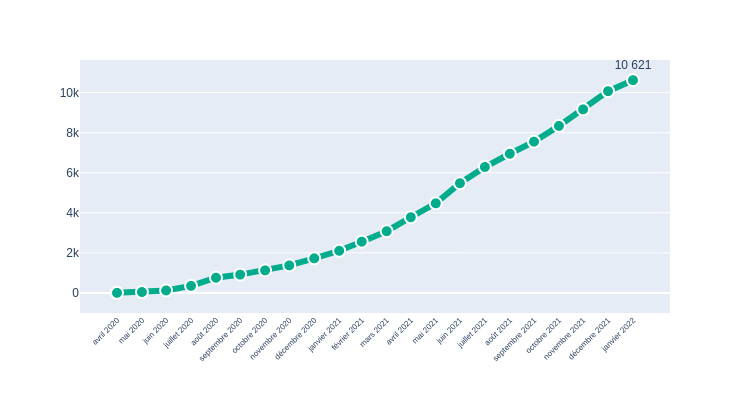 10 621
10k
8k
6k
4k
2k
0
avril 2020
mai 2020
juin 2020
juillet 2020
août 2020
septembre 2020
octobre 2020
novembre 2020
décembre 2020
janvier 2021
février 2021
mars 2021
avril 2021
mai 2021
juin 2021
juillet 2021
août 2021
septembre 2021
octobre 2021
novembre 2021
décembre 2021
janvier 2022